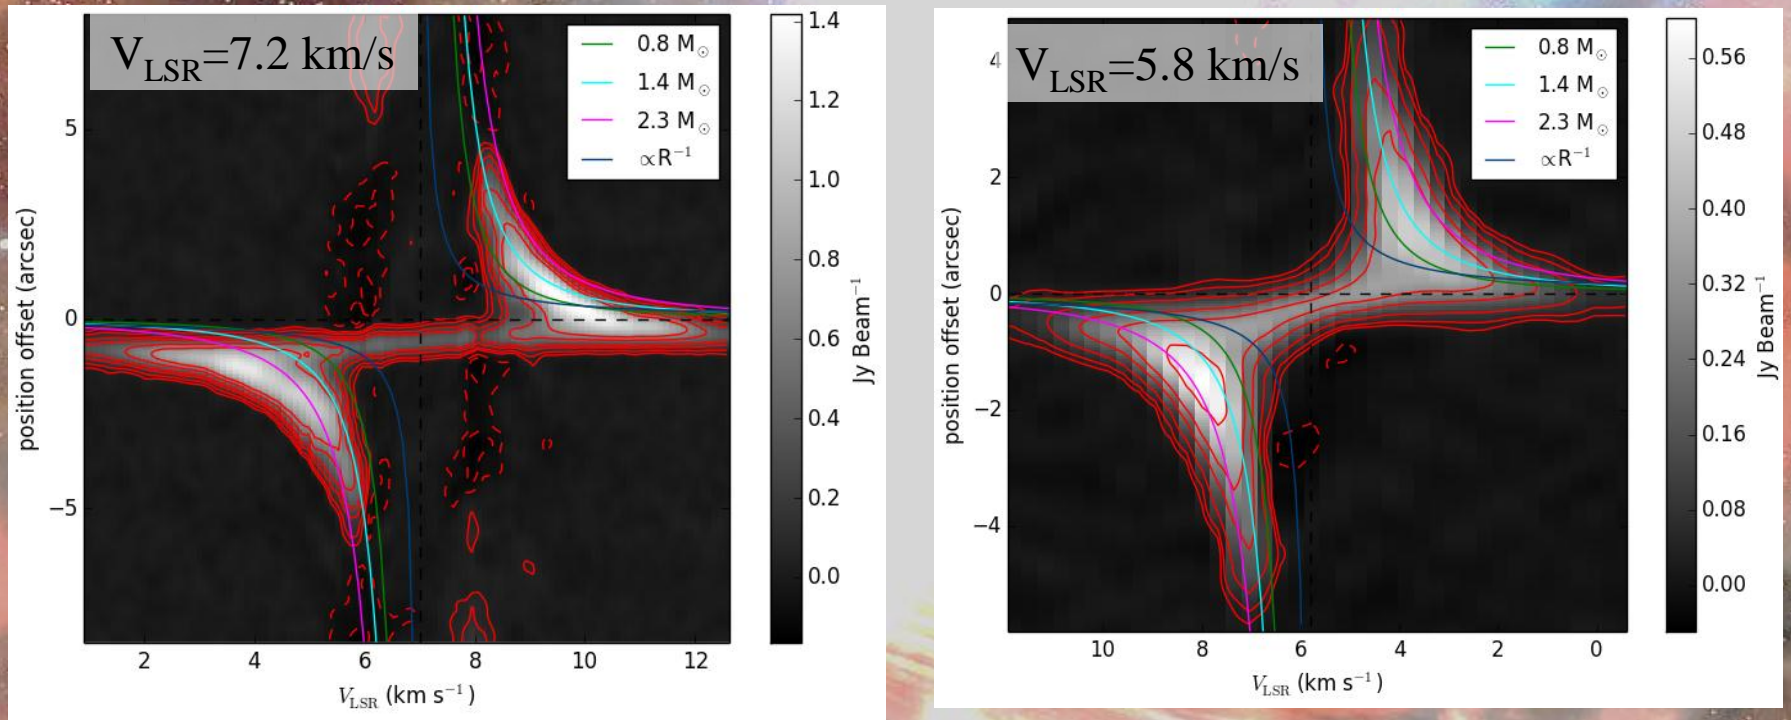 V_LSR=7.2 km/s
0.8 M⊙
1.4 M⊙
2.3 M⊙
∝R⁻¹
5
0
−5
position offset (arcsec)
2 4 6 8 10 12
V_LSR (km s⁻¹)
1.4
1.2
1.0
0.8
0.6
0.4
0.2
0.0
Jy Beam⁻¹
V_LSR=5.8 km/s
0.8 M⊙
1.4 M⊙
2.3 M⊙
∝R⁻¹
4
2
0
−2
−4
position offset (arcsec)
10 8 6 4 2 0
V_LSR (km s⁻¹)
0.56
0.48
0.40
0.32
0.24
0.16
0.08
0.00
Jy Beam⁻¹